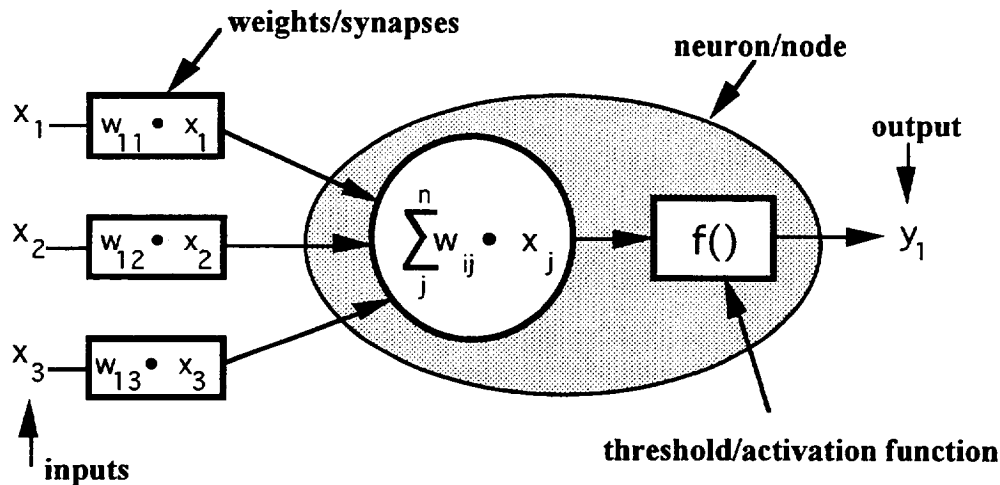 weights/synapses
neuron/node
output
x1
w11 • x1
x2
w12 • x2
x3
w13 • x3
n
∑ wij • xj
j
f()
y1
inputs
threshold/activation function